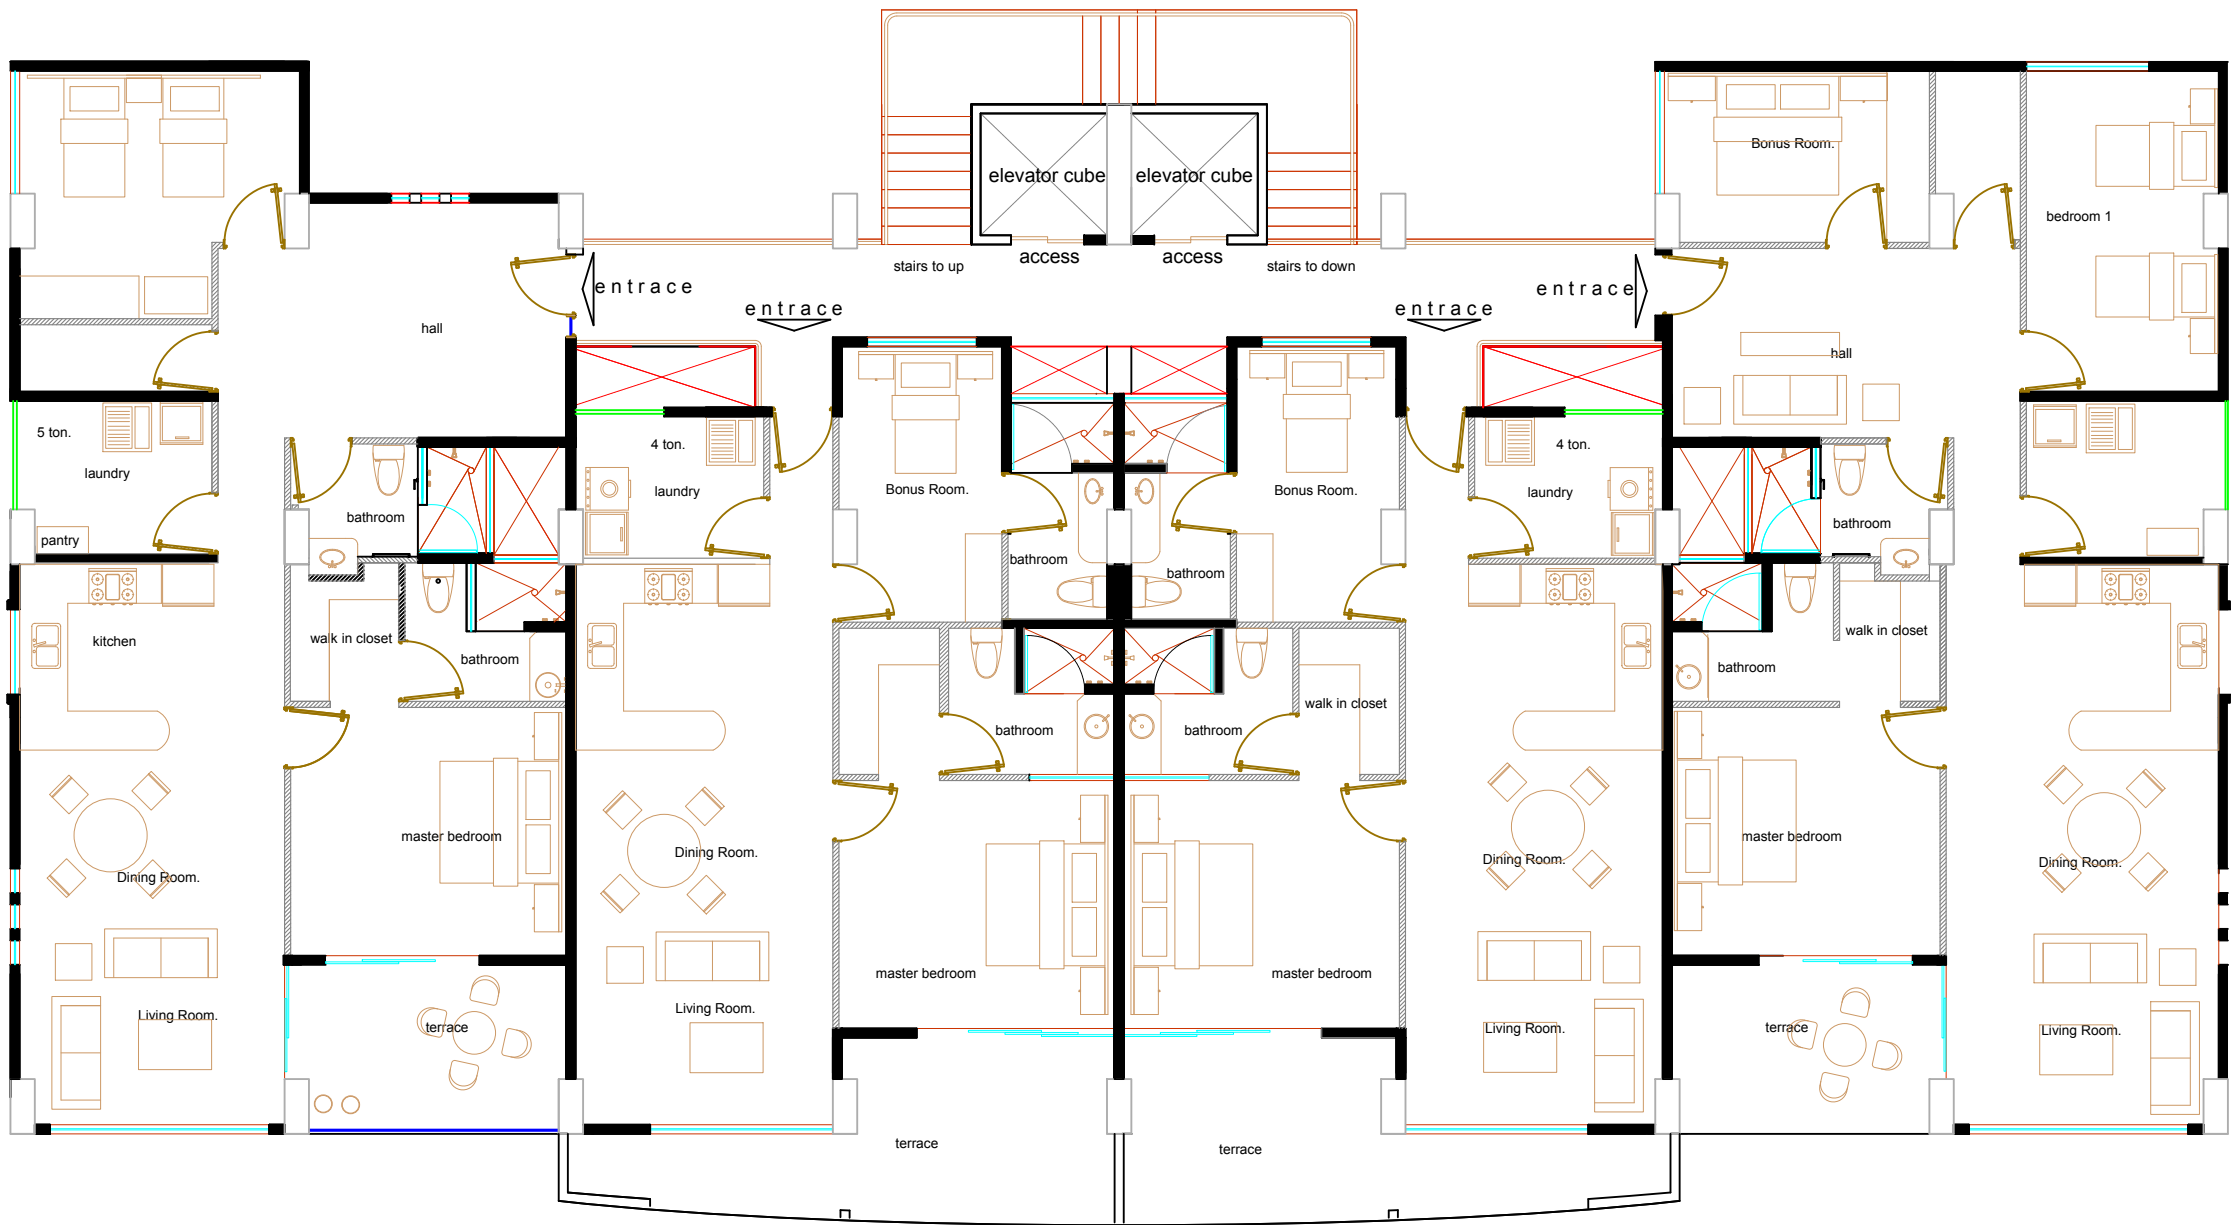 Bonus Room.
elevator cube
elevator cube
bedroom 1
access
access
stairs to up
stairs to down
entrace
entrace
entrace
entrace
hall
hall
5 ton.
laundry
pantry
4 ton.
laundry
4 ton.
laundry
Bonus Room.
Bonus Room.
bathroom
bathroom
bathroom
bathroom
kitchen
walk in closet
bathroom
walk in closet
bathroom
walk in closet
bathroom
bathroom
master bedroom
master bedroom
Dining Room.
Dining Room.
Dining Room.
Dining Room.
master bedroom
master bedroom
Living Room.
Living Room.
Living Room.
Living Room.
terrace
terrace
terrace
terrace